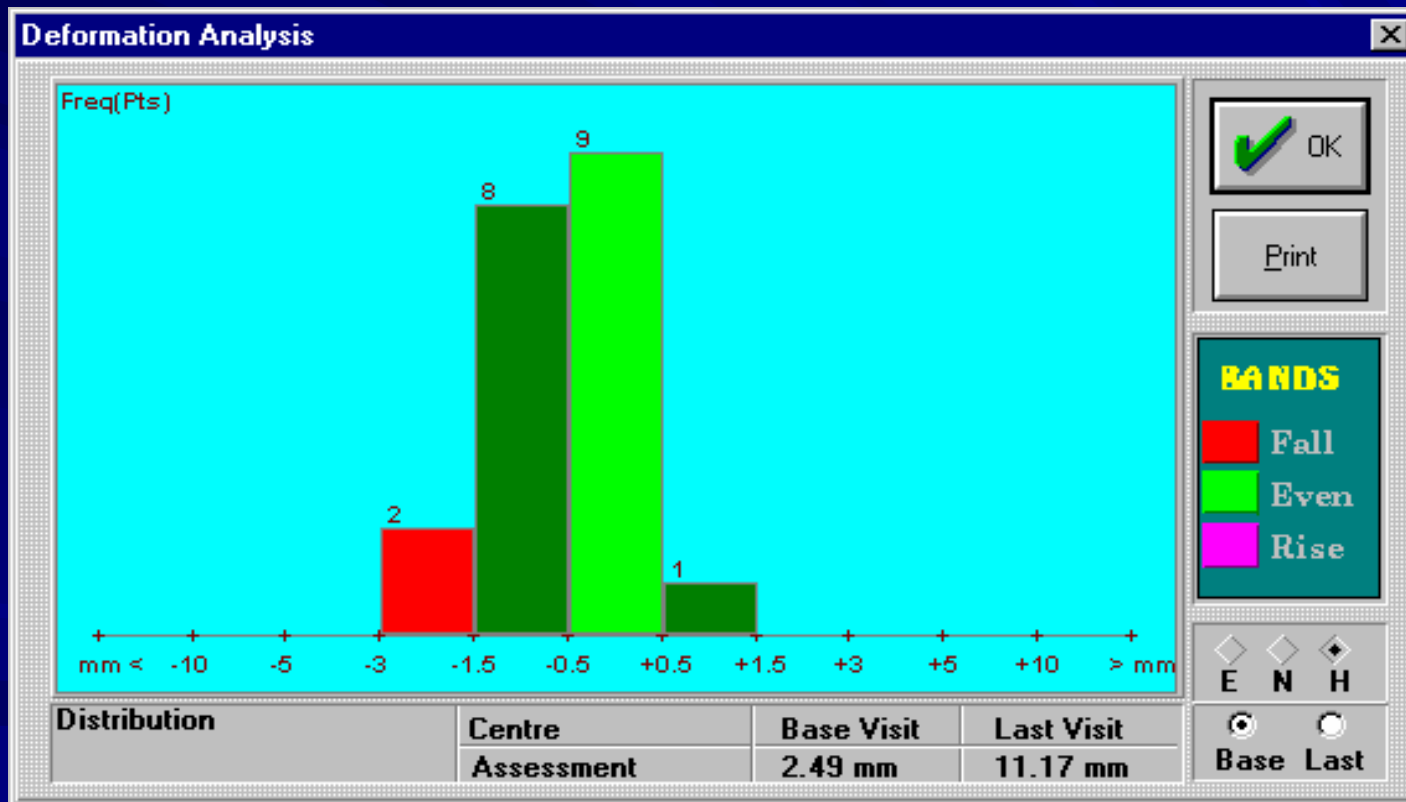 Deformation Analysis
Freq(Pts)
9
8
2
1
mm < -10 -5 -3 -1.5 -0.5 +0.5 +1.5 +3 +5 +10 > mm
OK
Print
BANDS
Fall
Even
Rise
E N H
Base Last
Distribution Centre Base Visit Last Visit
Assessment 2.49 mm 11.17 mm